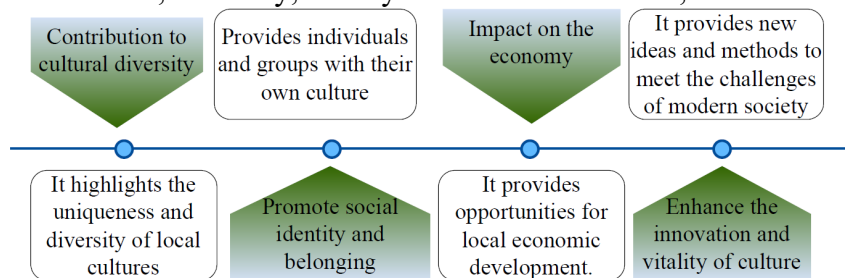 Contribution to
cultural diversity
Provides individuals
and groups with their
own culture
Impact on the
economy
It provides new
ideas and methods to
meet the challenges
of modern society
It highlights the
uniqueness and
diversity of local
cultures
Promote social
identity and
belonging
It provides
opportunities for
local economic
development.
Enhance the
innovation and
vitality of culture